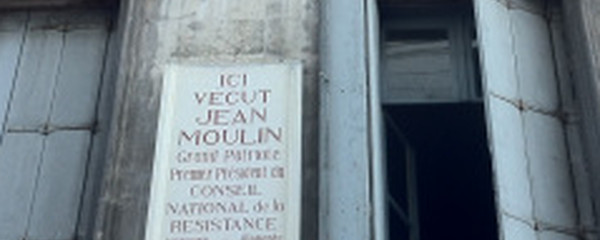 ICI
VECUT
JEAN
MOULIN
Grand Patriote
Premier Président du
CONSEIL
NATIONAL de la
RESISTANCE